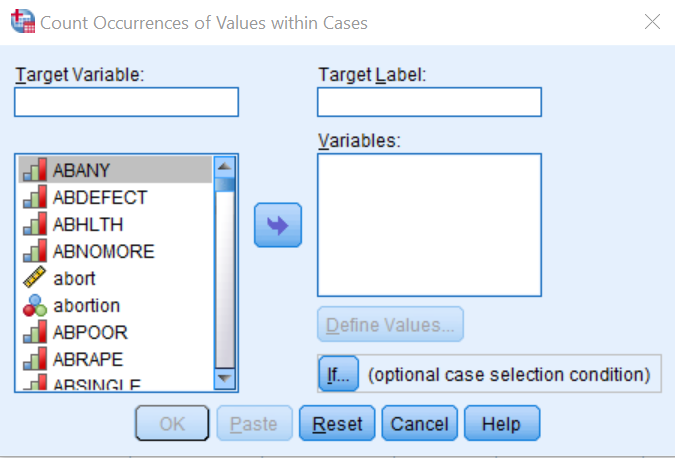 Count Occurrences of Values within Cases
Target Variable:
Target Label:
ABANY
ABDEFECT
ABHLTH
ABNOMORE
abort
abortion
ABPOOR
ABRAPE
ABSINGLE
Variables:
Define Values...
If... (optional case selection condition)
OK Paste Reset Cancel Help